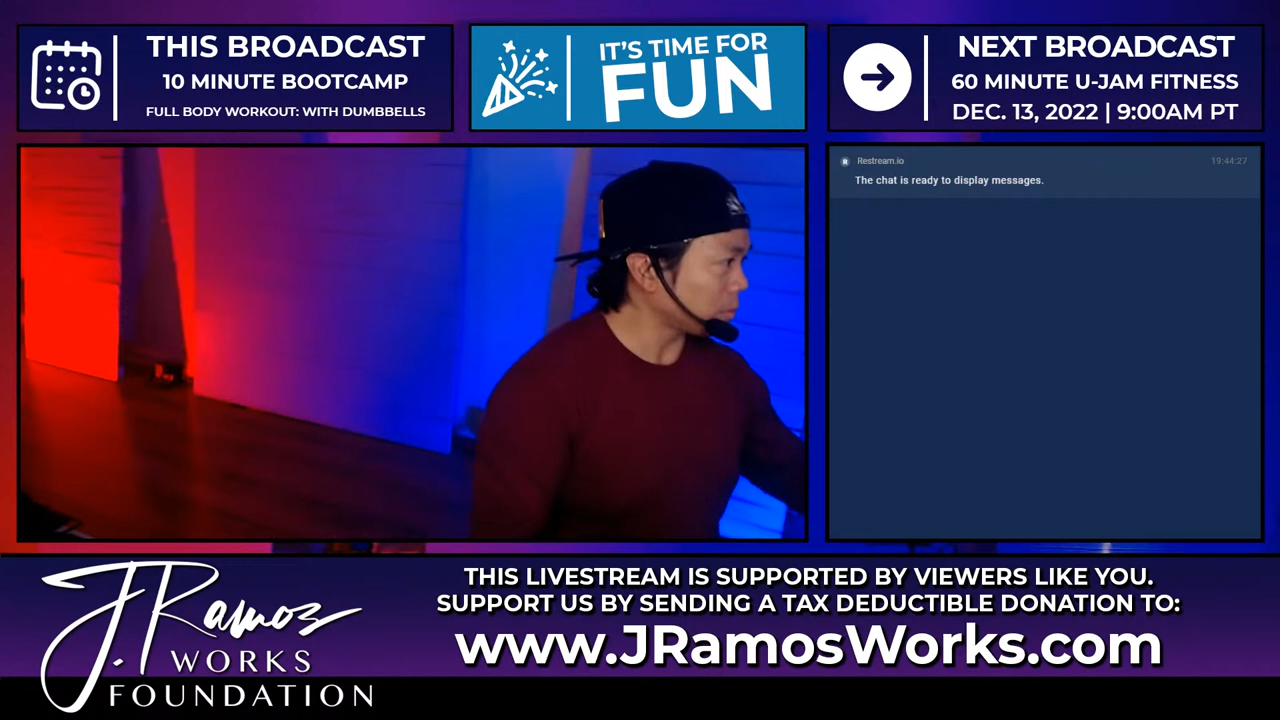 THIS BROADCAST
10 MINUTE BOOTCAMP
FULL BODY WORKOUT: WITH DUMBBELLS
IT'S TIME FOR
FUN
NEXT BROADCAST
60 MINUTE U-JAM FITNESS
DEC. 13, 2022 | 9:00AM PT
R Restream.io 19:44:27
The chat is ready to display messages.
J.Ramos
WORKS
FOUNDATION
THIS LIVESTREAM IS SUPPORTED BY VIEWERS LIKE YOU.
SUPPORT US BY SENDING A TAX DEDUCTIBLE DONATION TO:
www.JRamosWorks.com